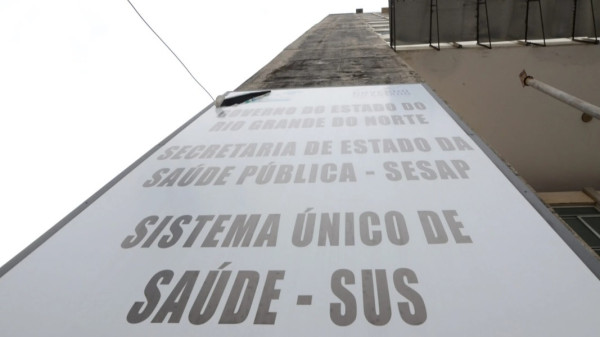 GOVERNO DO ESTADO DO
RIO GRANDE DO NORTE
SECRETARIA DE ESTADO DA
SAÚDE PÚBLICA - SESAP
SISTEMA ÚNICO DE
SAÚDE - SUS